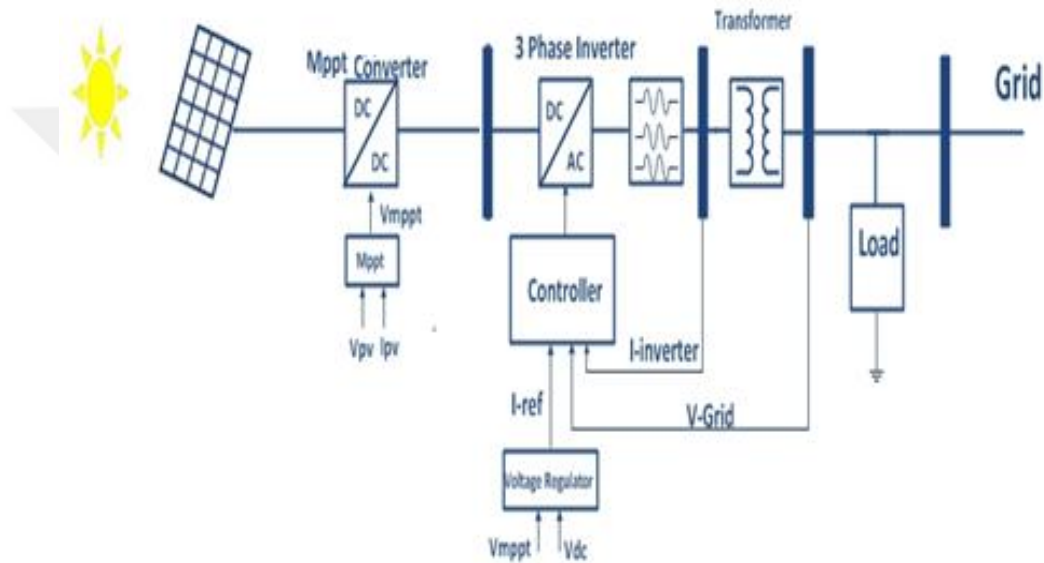 Transformer
3 Phase Inverter
Mppt Converter
Grid
DC
DC
DC
AC
Vmppt
Mppt
Controller
Load
Vpv Ipv
I-inverter
I-ref
V-Grid
Voltage Regulator
Vmppt
Vdc